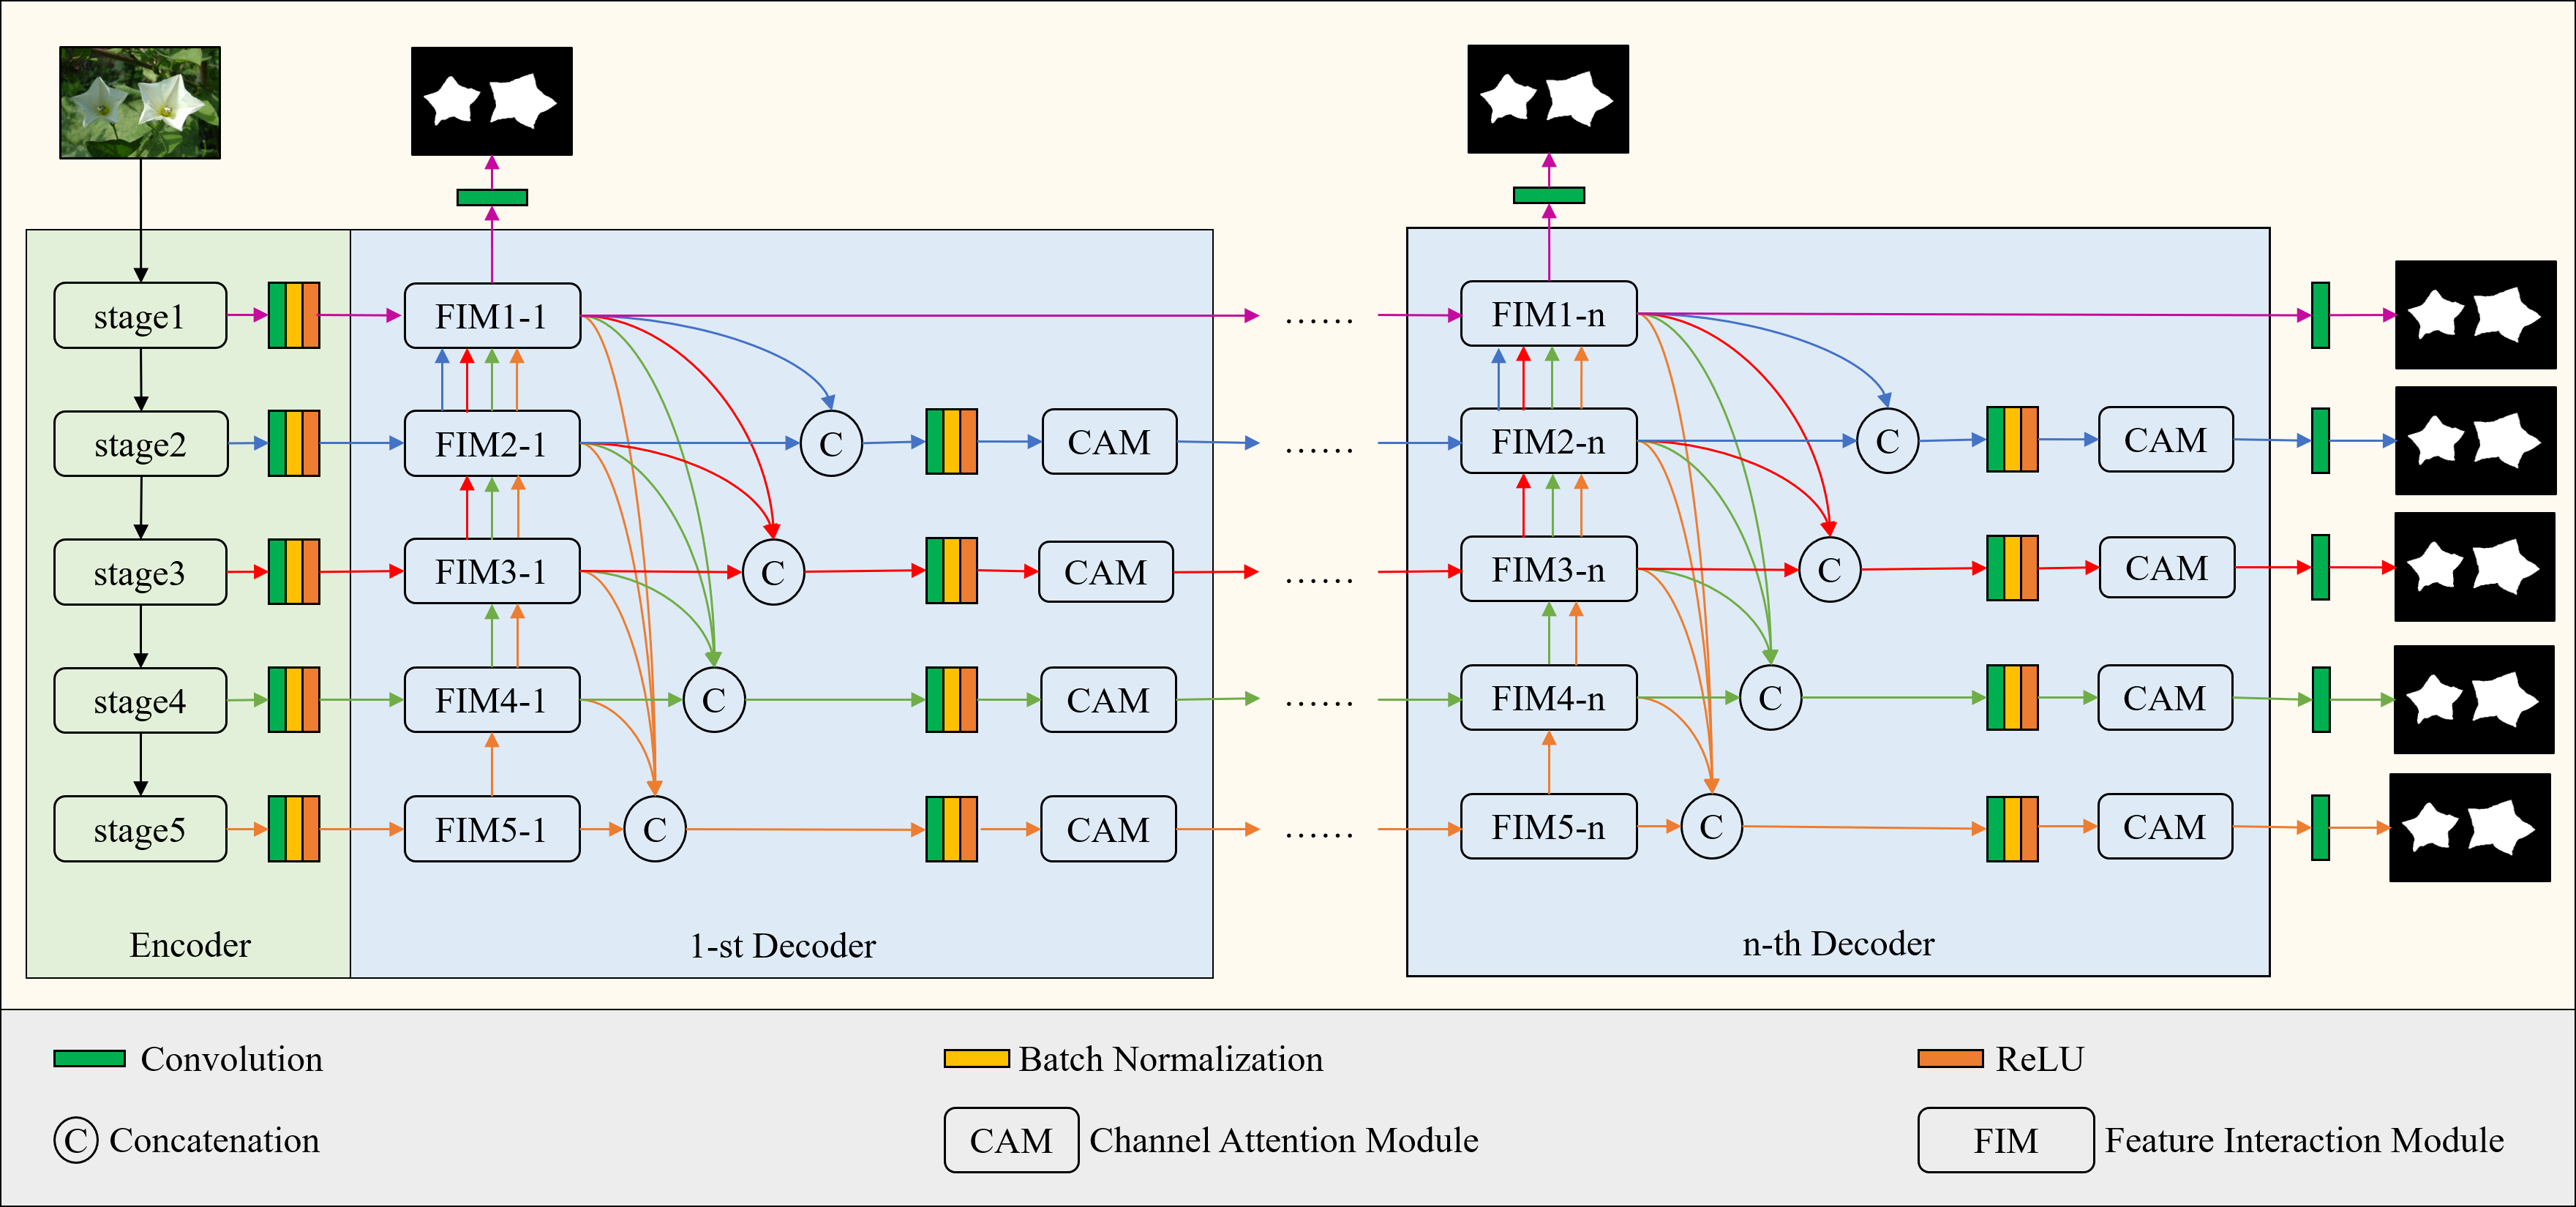 stage1 FIM1-1 …… FIM1-n
stage2 FIM2-1 C CAM …… FIM2-n C CAM
stage3 FIM3-1 C CAM …… FIM3-n C CAM
stage4 FIM4-1 C CAM …… FIM4-n C CAM
stage5 FIM5-1 C CAM …… FIM5-n C CAM
Encoder 1-st Decoder n-th Decoder
Convolution Batch Normalization ReLU
C Concatenation CAM Channel Attention Module FIM Feature Interaction Module